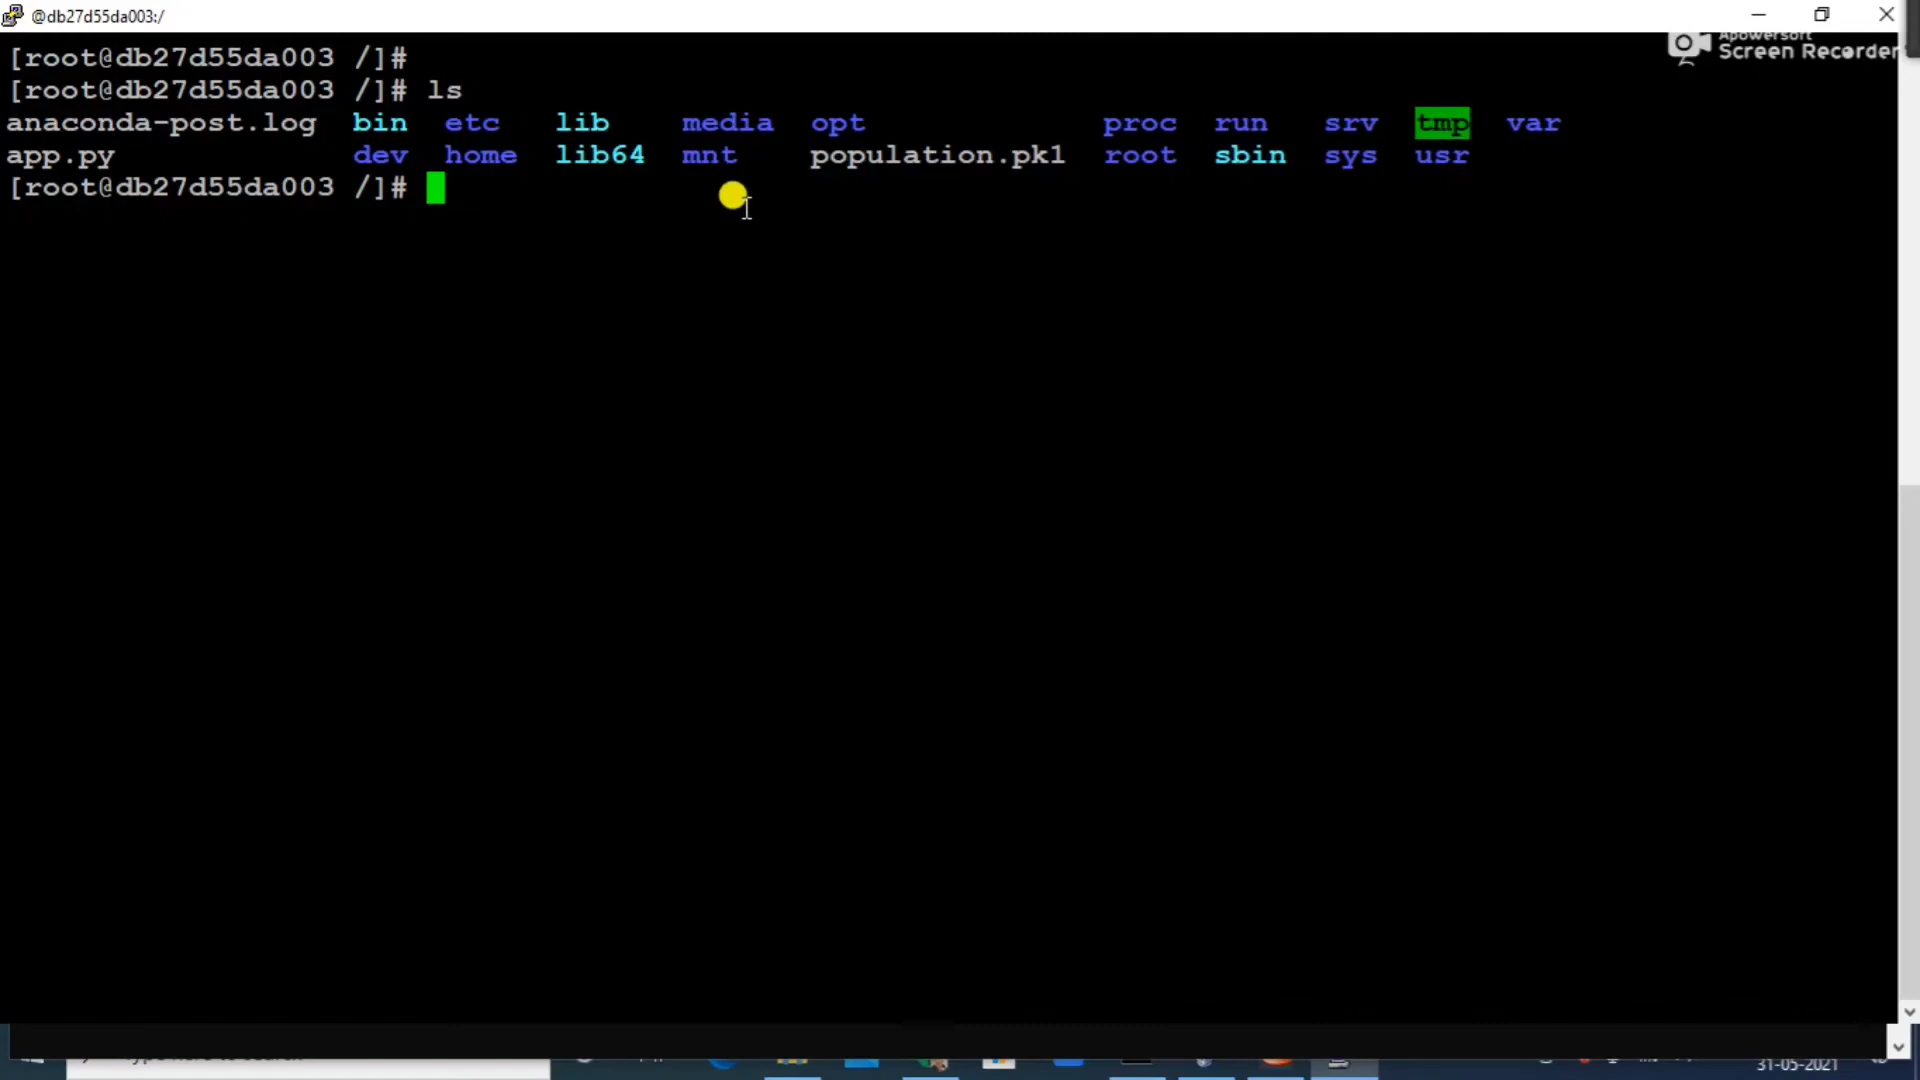 @db27d55da003:/
Apowersoft
Screen Recorder
[root@db27d55da003 /]#
[root@db27d55da003 /]# ls
anaconda-post.log bin etc lib media opt proc run srv tmp var
app.py dev home lib64 mnt population.pk1 root sbin sys usr
[root@db27d55da003 /]#
31-05-2021